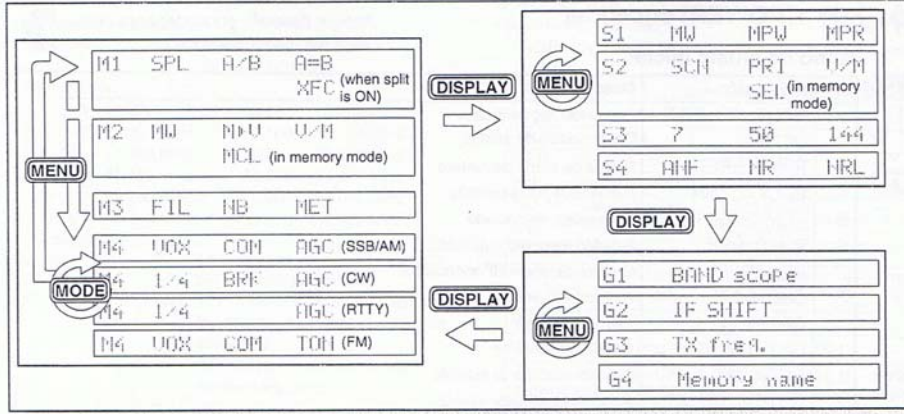 M1 SPL A/B A=B
XFC (when split is ON)
M2 MW M▸V V/M
MCL (in memory mode)
MENU
M3 FIL NB MET
M4 VOX COM AGC (SSB/AM)
M4 1/4 BRK AGC (CW)
MODE
M4 1/4 AGC (RTTY)
M4 VOX COM TON (FM)
DISPLAY
S1 MW MPW MPR
MENU
S2 SCN PRI V/M
SEL (in memory mode)
S3 7 50 144
S4 ANF NR NRL
DISPLAY
G1 BAND scope
G2 IF SHIFT
MENU
G3 TX freq.
G4 Memory name
DISPLAY